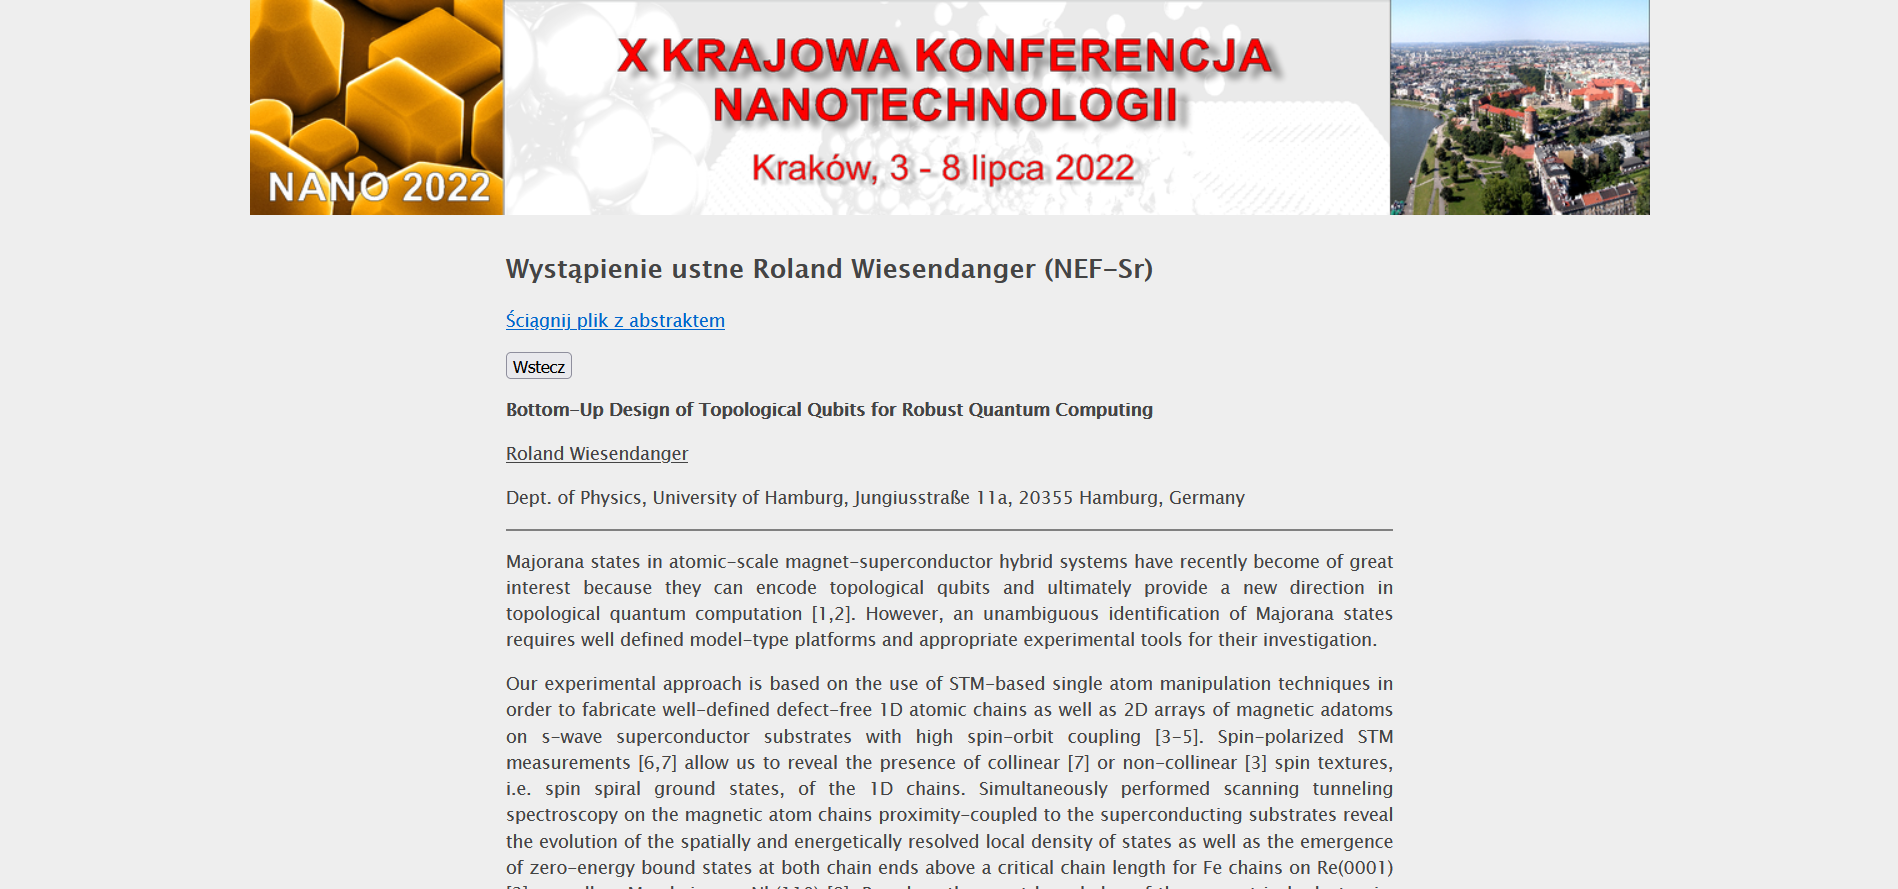 NANO 2022
X KRAJOWA KONFERENCJA
NANOTECHNOLOGII
Kraków, 3 - 8 lipca 2022
Wystąpienie ustne Roland Wiesendanger (NEF-Sr)
Ściągnij plik z abstraktem
Wstecz
Bottom-Up Design of Topological Qubits for Robust Quantum Computing
Roland Wiesendanger
Dept. of Physics, University of Hamburg, Jungiusstraße 11a, 20355 Hamburg, Germany
Majorana states in atomic-scale magnet-superconductor hybrid systems have recently become of great
interest because they can encode topological qubits and ultimately provide a new direction in
topological quantum computation [1,2]. However, an unambiguous identification of Majorana states
requires well defined model-type platforms and appropriate experimental tools for their investigation.
Our experimental approach is based on the use of STM-based single atom manipulation techniques in
order to fabricate well-defined defect-free 1D atomic chains as well as 2D arrays of magnetic adatoms
on s-wave superconductor substrates with high spin-orbit coupling [3-5]. Spin-polarized STM
measurements [6,7] allow us to reveal the presence of collinear [7] or non-collinear [3] spin textures,
i.e. spin spiral ground states, of the 1D chains. Simultaneously performed scanning tunneling
spectroscopy on the magnetic atom chains proximity-coupled to the superconducting substrates reveal
the evolution of the spatially and energetically resolved local density of states as well as the emergence
of zero-energy bound states at both chain ends above a critical chain length for Fe chains on Re(0001)